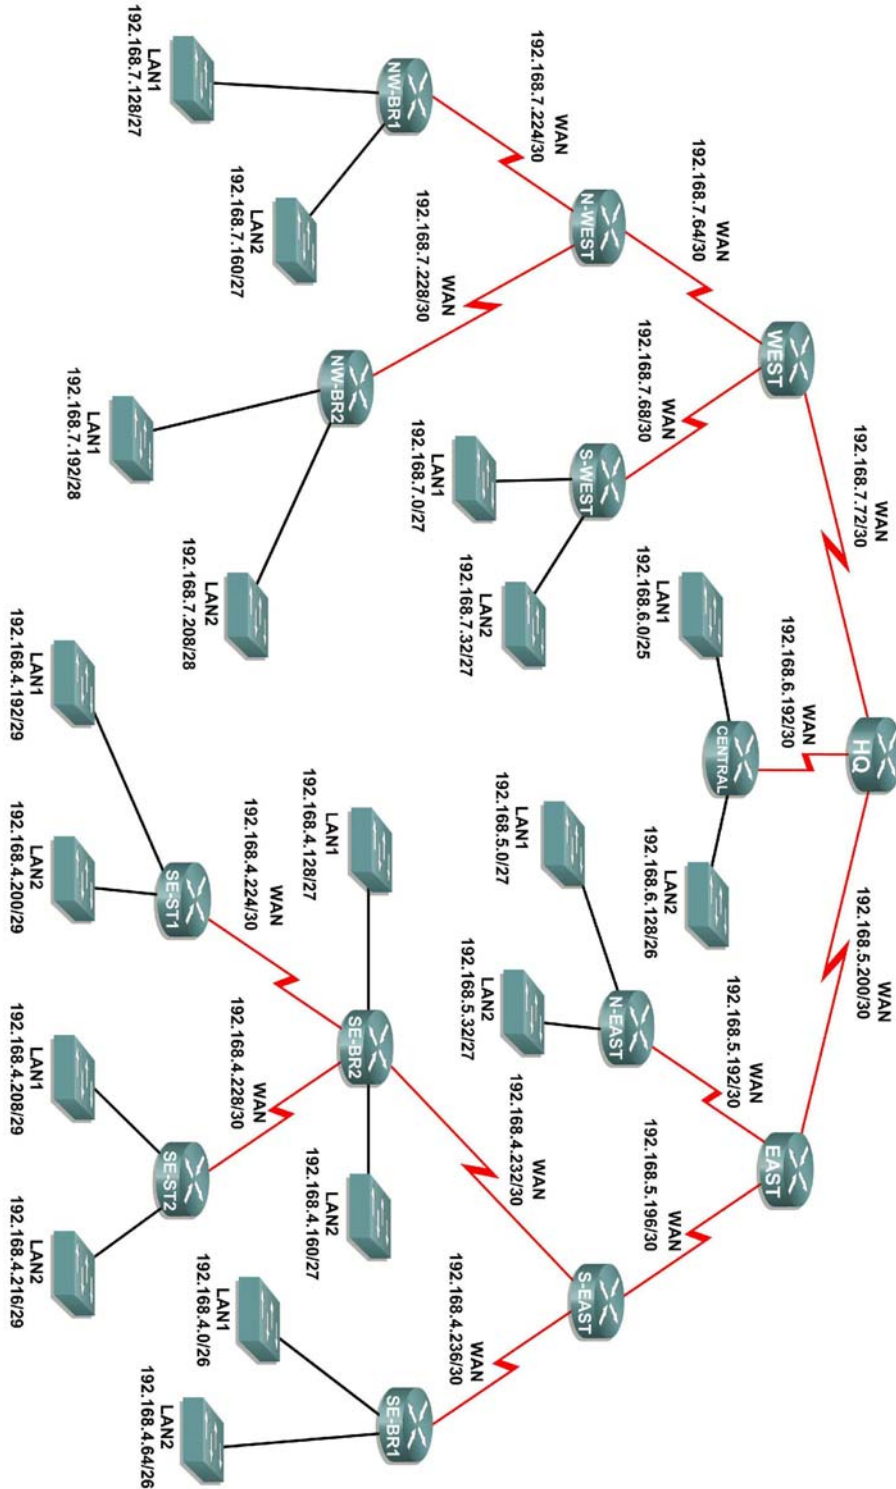 HQ
WAN
192.168.7.72/30
WAN
192.168.6.192/30
WAN
192.168.5.200/30
WEST
EAST
CENTRAL
LAN1
192.168.6.0/25
LAN2
192.168.6.128/26
WAN
192.168.7.64/30
WAN
192.168.7.68/30
WAN
192.168.5.192/30
WAN
192.168.5.196/30
N-WEST
S-WEST
N-EAST
S-EAST
LAN1
192.168.7.0/27
LAN2
192.168.7.32/27
LAN1
192.168.5.0/27
LAN2
192.168.5.32/27
WAN
192.168.7.224/30
WAN
192.168.7.228/30
WAN
192.168.4.232/30
WAN
192.168.4.236/30
NW-BR1
NW-BR2
SE-BR2
SE-BR1
LAN1
192.168.7.128/27
LAN2
192.168.7.160/27
LAN1
192.168.7.192/28
LAN2
192.168.7.208/28
LAN1
192.168.4.128/27
LAN2
192.168.4.160/27
LAN1
192.168.4.0/26
LAN2
192.168.4.64/26
WAN
192.168.4.224/30
WAN
192.168.4.228/30
SE-ST1
SE-ST2
LAN1
192.168.4.192/29
LAN2
192.168.4.200/29
LAN1
192.168.4.208/29
LAN2
192.168.4.216/29